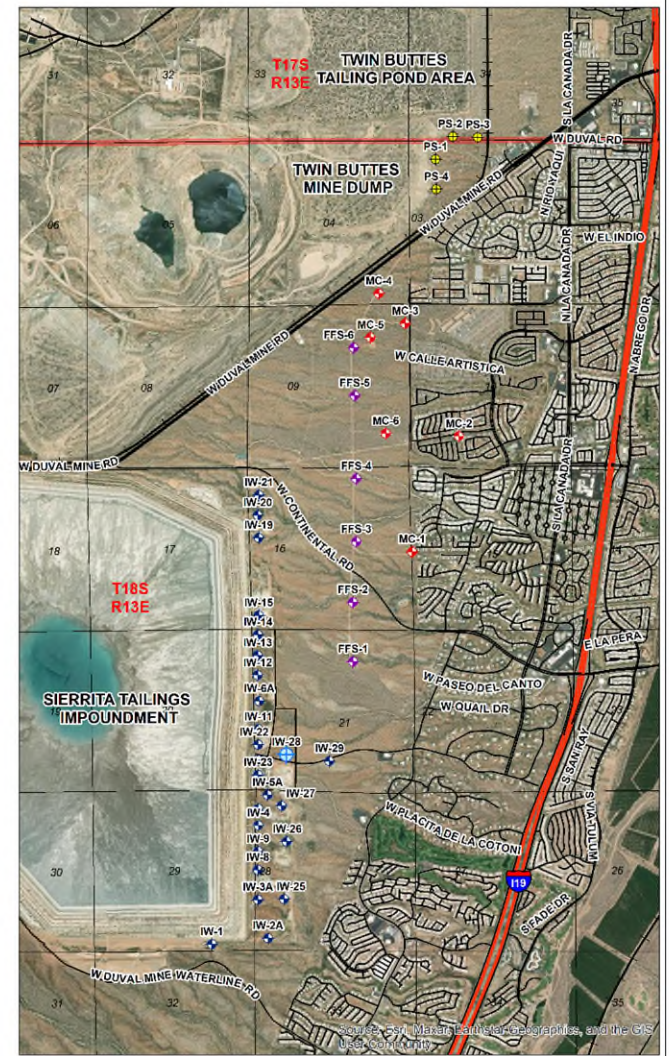 31
32
33
T17S
R13E
TWIN BUTTES
TAILING POND AREA
34
35
S LA CANADA DR
PS-2
PS-3
W DUVAL RD
PS-1
PS-4
TWIN BUTTES
MINE DUMP
N RIO YAQUI
W DUVAL MINE RD
06
05
04
03
W EL INDIO
N LA CANADA DR
N ABREGO DR
MC-4
MC-3
MC-5
FFS-6
W CALLE ARTISTICA
W DUVAL MINE RD
07
08
09
FFS-5
MC-6
MC-2
S LA CANADA DR
W DUVAL MINE RD
FFS-4
IW-21
IW-20
IW-19
W CONTINENTAL RD
18
17
16
FFS-3
MC-1
T18S
R13E
IW-15
FFS-2
IW-14
IW-13
IW-12
FFS-1
E LA PERA
W PASEO DEL CANTO
IW-6A
SIERRITA TAILINGS
IMPOUNDMENT
W QUAIL DR
22
IW-11
21
IW-22
IW-28
IW-29
S SAN RAY
IW-23
IW-5A
IW-27
S VIA TULUM
IW-4
W PLACITA DE LA COTONI
IW-9
IW-26
IW-8
30
29
28
26
IW-3A
IW-25
I19
S FADE DR
IW-1
IW-2A
W DUVAL MINE WATERLINE RD
31
32
33
34
35
Source: Esri, Maxar, Earthstar Geographics, and the GIS
User Community